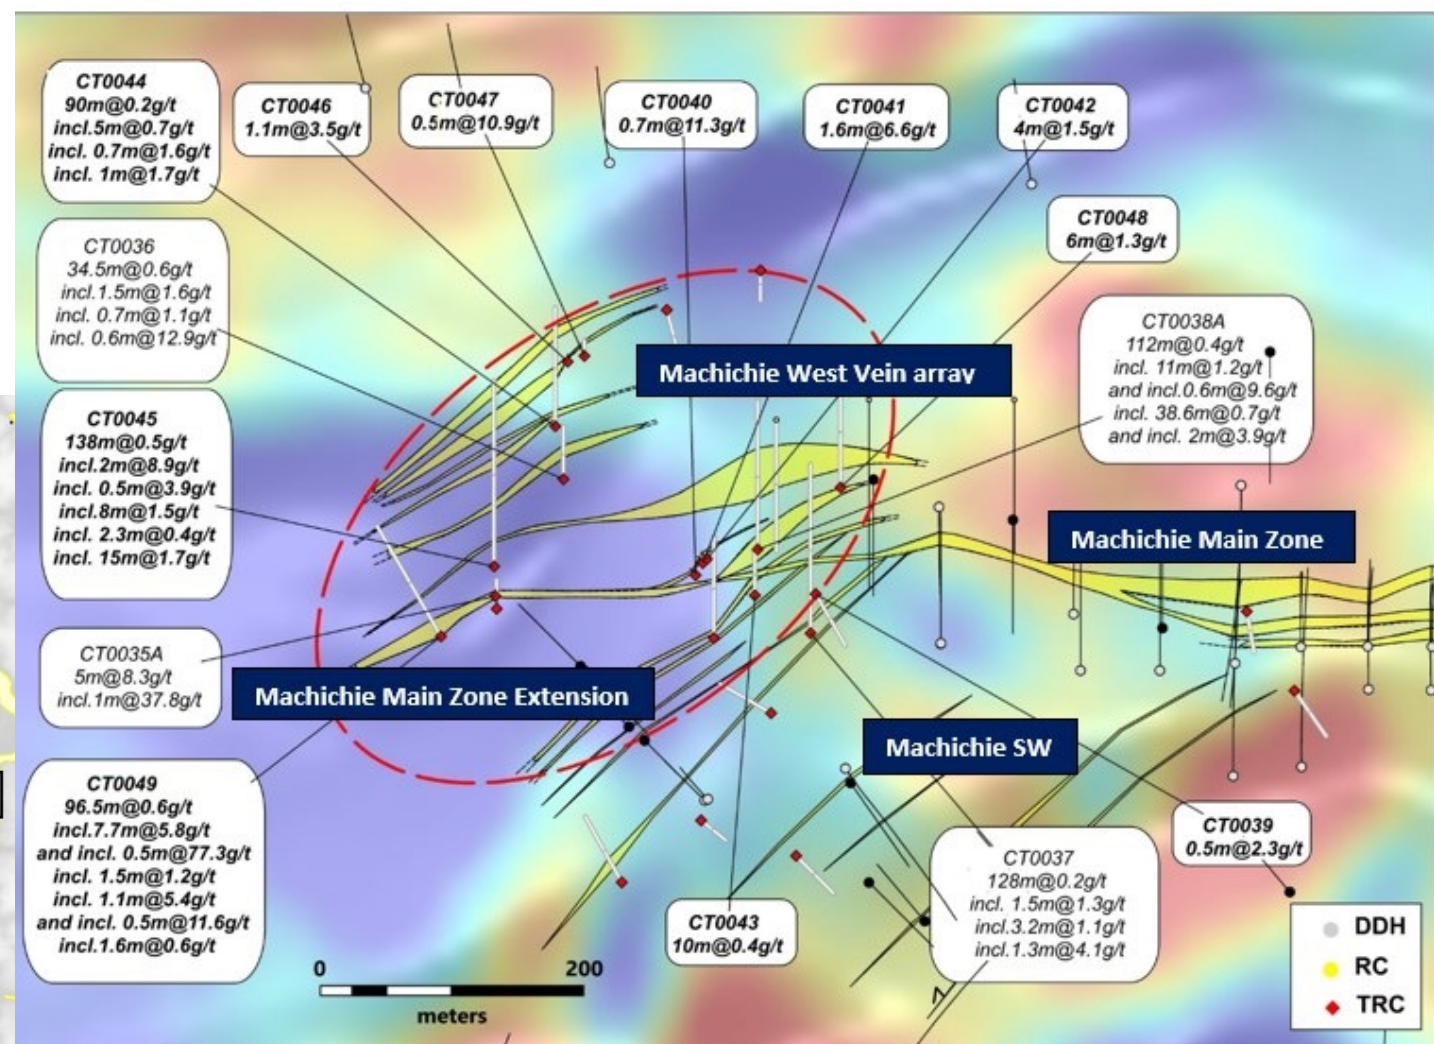 CT0044
90m@0.2g/t
incl.5m@0.7g/t
incl. 0.7m@1.6g/t
incl. 1m@1.7g/t
CT0046
1.1m@3.5g/t
CT0047
0.5m@10.9g/t
CT0040
0.7m@11.3g/t
CT0041
1.6m@6.6g/t
CT0042
4m@1.5g/t
CT0048
6m@1.3g/t
CT0036
34.5m@0.6g/t
incl.1.5m@1.6g/t
incl. 0.7m@1.1g/t
incl. 0.6m@12.9g/t
CT0038A
112m@0.4g/t
incl. 11m@1.2g/t
and incl.0.6m@9.6g/t
incl. 38.6m@0.7g/t
and incl. 2m@3.9g/t
Machichie West Vein array
CT0045
138m@0.5g/t
incl.2m@8.9g/t
incl. 0.5m@3.9g/t
incl.8m@1.5g/t
incl. 2.3m@0.4g/t
incl. 15m@1.7g/t
Machichie Main Zone
CT0035A
5m@8.3g/t
incl.1m@37.8g/t
Machichie Main Zone Extension
Machichie SW
CT0049
96.5m@0.6g/t
incl.7.7m@5.8g/t
and incl. 0.5m@77.3g/t
incl. 1.5m@1.2g/t
incl. 1.1m@5.4g/t
and incl. 0.5m@11.6g/t
incl.1.6m@0.6g/t
CT0043
10m@0.4g/t
CT0037
128m@0.2g/t
incl. 1.5m@1.3g/t
incl.3.2m@1.1g/t
incl.1.3m@4.1g/t
CT0039
0.5m@2.3g/t
0 200
meters
DDH
RC
TRC